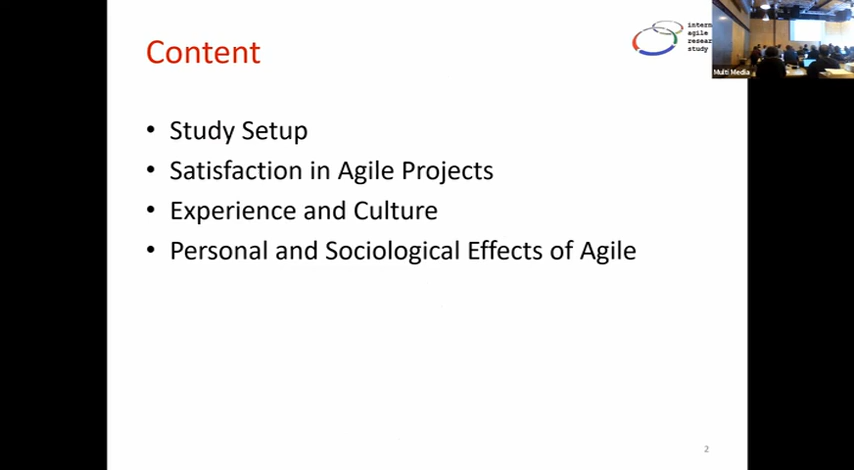 Content
intern
agile
resear
study
Multi Media
• Study Setup
• Satisfaction in Agile Projects
• Experience and Culture
• Personal and Sociological Effects of Agile
2